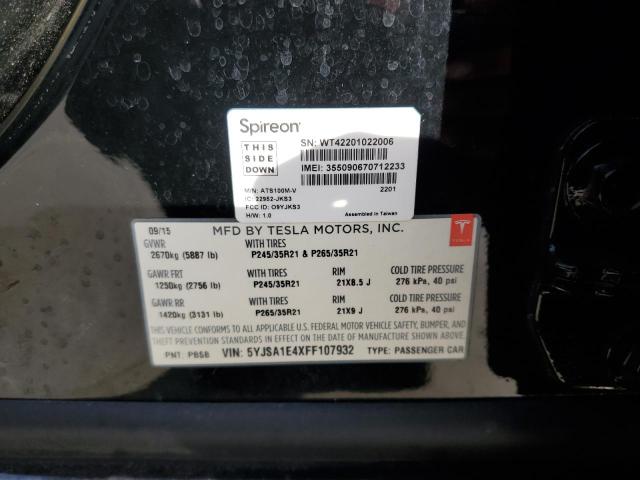 Spireon
THIS
SIDE
DOWN
SN: WT42201022006
IMEI: 355090670712233
M/N: ATS100M-V
2201
IC: 22952-JKS3
FCC ID: O9YJKS3
H/W: 1.0
Assembled in Taiwan
09/15
MFD BY TESLA MOTORS, INC.
TESLA
GVWR
2670kg (5887 lb)
WITH TIRES
P245/35R21 & P265/35R21
GAWR FRT
1250kg (2756 lb)
WITH TIRES
P245/35R21
RIM
21X8.5 J
COLD TIRE PRESSURE
276 kPa, 40 psi
GAWR RR
1420kg (3131 lb)
WITH TIRES
P265/35R21
RIM
21X9 J
COLD TIRE PRESSURE
276 kPa, 40 psi
THIS VEHICLE CONFORMS TO ALL APPLICABLE U.S. FEDERAL MOTOR VEHICLE SAFETY, BUMPER, AND
THEFT PREVENTION STANDARDS IN EFFECT ON THE DATE OF MANUFACTURE SHOWN ABOVE.
PNT: PBSB
VIN: 5YJSA1E4XFF107932
TYPE: PASSENGER CAR